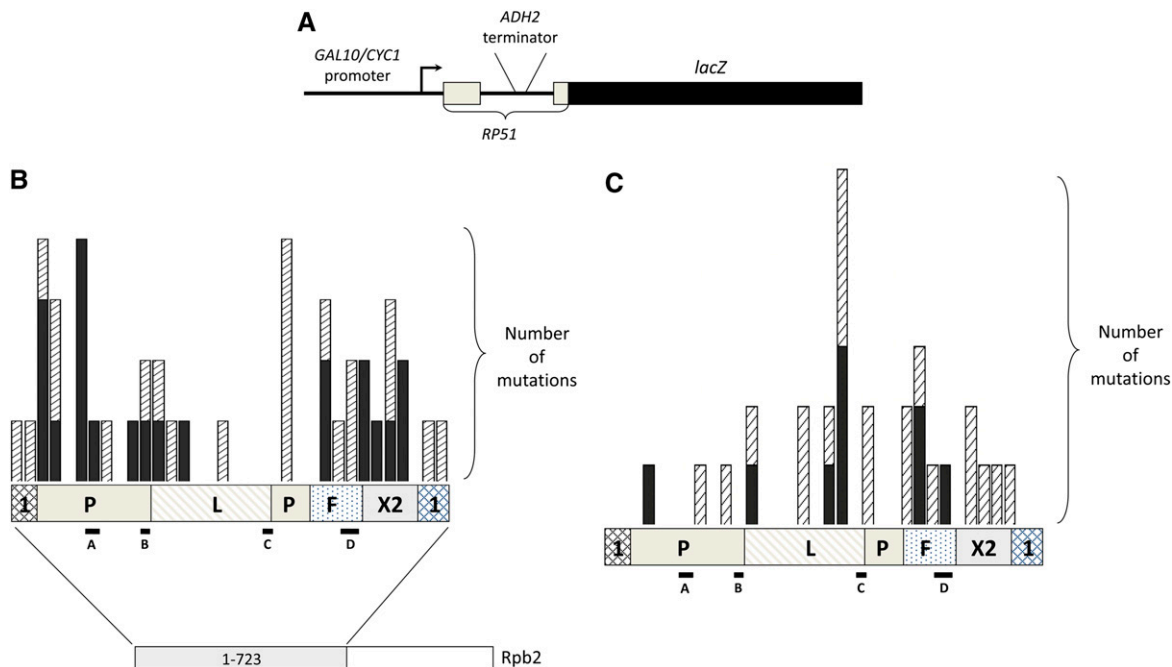 A
ADH2
terminator
GAL10/CYC1
promoter
lacZ
RP51
B
Number
of
mutations
1 P L P F X2 1
A B C D
1-723 Rpb2
C
Number
of
mutations
1 P L P F X2 1
A B C D